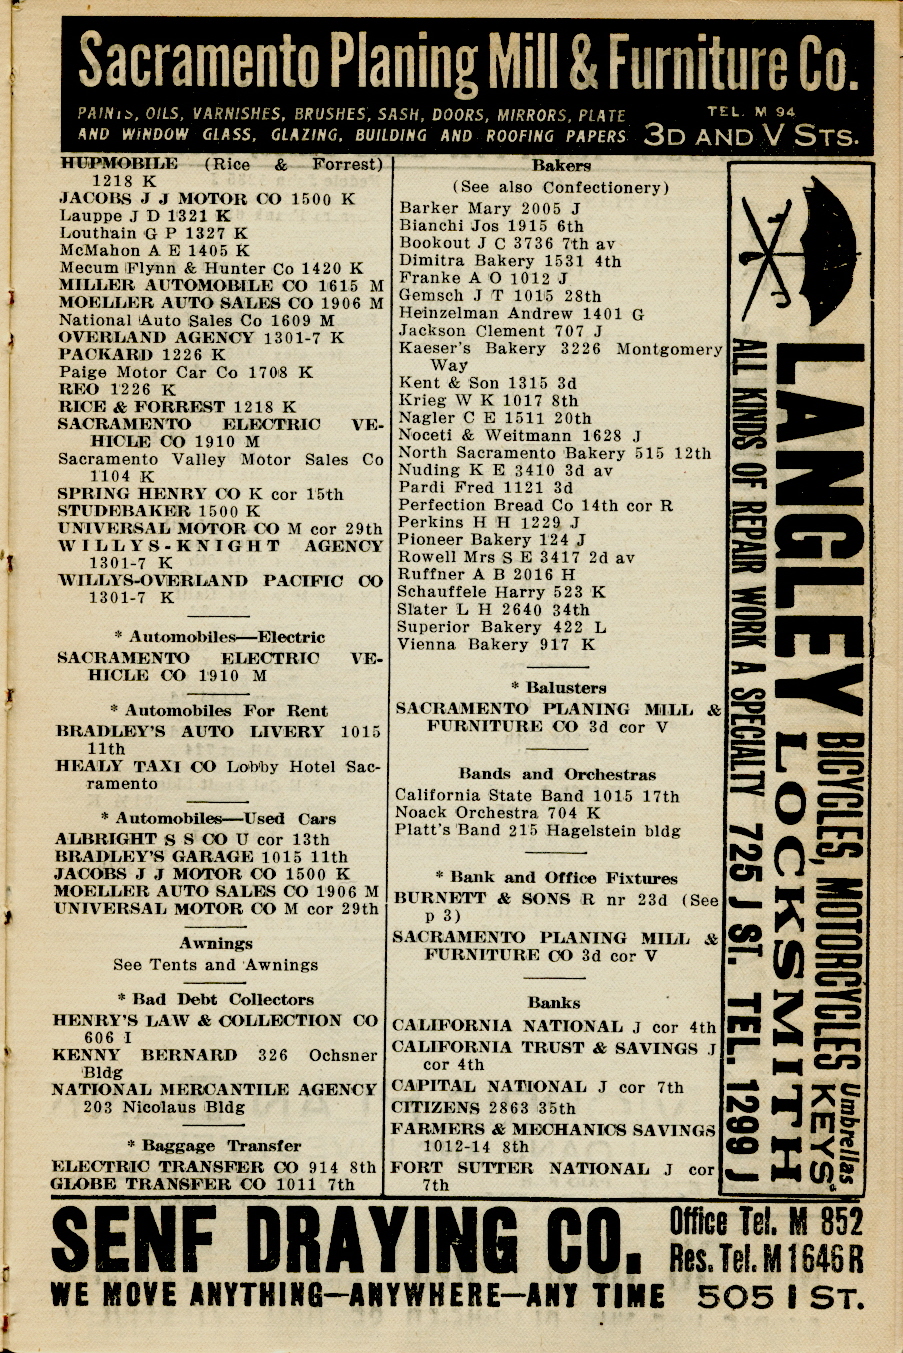 Sacramento Planing Mill & Furniture Co.
PAINTS, OILS, VARNISHES, BRUSHES, SASH, DOORS, MIRRORS, PLATE
AND WINDOW GLASS, GLAZING, BUILDING AND ROOFING PAPERS
TEL. M 94
3D AND V STS.
HUPMOBILE (Rice & Forrest)
1218 K
JACOBS J J MOTOR CO 1500 K
Lauppe J D 1321 K
Louthain G P 1327 K
McMahon A E 1405 K
Mecum Flynn & Hunter Co 1420 K
MILLER AUTOMOBILE CO 1615 M
MOELLER AUTO SALES CO 1906 M
National Auto Sales Co 1609 M
OVERLAND AGENCY 1301-7 K
PACKARD 1226 K
Paige Motor Car Co 1708 K
REO 1226 K
RICE & FORREST 1218 K
SACRAMENTO ELECTRIC VE-
HICLE CO 1910 M
Sacramento Valley Motor Sales Co
1104 K
SPRING HENRY CO K cor 15th
STUDEBAKER 1500 K
UNIVERSAL MOTOR CO M cor 29th
WILLYS-KNIGHT AGENCY
1301-7 K
WILLYS-OVERLAND PACIFIC CO
1301-7 K
* Automobiles—Electric
SACRAMENTO ELECTRIC VE-
HICLE CO 1910 M
* Automobiles For Rent
BRADLEY'S AUTO LIVERY 1015
11th
HEALY TAXI CO Lobby Hotel Sac-
ramento
* Automobiles—Used Cars
ALBRIGHT S S CO U cor 13th
BRADLEY'S GARAGE 1015 11th
JACOBS J J MOTOR CO 1500 K
MOELLER AUTO SALES CO 1906 M
UNIVERSAL MOTOR CO M cor 29th
Awnings
See Tents and Awnings
* Bad Debt Collectors
HENRY'S LAW & COLLECTION CO
606 I
KENNY BERNARD 326 Ochsner
Bldg
NATIONAL MERCANTILE AGENCY
203 Nicolaus Bldg
* Baggage Transfer
ELECTRIC TRANSFER CO 914 8th
GLOBE TRANSFER CO 1011 7th
Bakers
(See also Confectionery)
Barker Mary 2005 J
Bianchi Jos 1915 6th
Bookout J C 3736 7th av
Dimitra Bakery 1531 4th
Franke A O 1012 J
Gemsch J T 1015 28th
Heinzelman Andrew 1401 G
Jackson Clement 707 J
Kaeser's Bakery 3226 Montgomery
Way
Kent & Son 1315 3d
Krieg W K 1017 8th
Nagler C E 1511 20th
Noceti & Weitmann 1628 J
North Sacramento Bakery 515 12th
Nuding K E 3410 3d av
Pardi Fred 1121 3d
Perfection Bread Co 14th cor R
Perkins H H 1229 J
Pioneer Bakery 124 J
Rowell Mrs S E 3417 2d av
Ruffner A B 2016 H
Schauffele Harry 523 K
Slater L H 2640 34th
Superior Bakery 422 L
Vienna Bakery 917 K
* Balusters
SACRAMENTO PLANING MILL &
FURNITURE CO 3d cor V
Bands and Orchestras
California State Band 1015 17th
Noack Orchestra 704 K
Platt's Band 215 Hagelstein bldg
* Bank and Office Fixtures
BURNETT & SONS R nr 23d (See
p 3)
SACRAMENTO PLANING MILL &
FURNITURE CO 3d cor V
Banks
CALIFORNIA NATIONAL J cor 4th
CALIFORNIA TRUST & SAVINGS J
cor 4th
CAPITAL NATIONAL J cor 7th
CITIZENS 2863 35th
FARMERS & MECHANICS SAVINGS
1012-14 8th
FORT SUTTER NATIONAL J cor
7th
LANGLEY LOCKSMITH
BICYCLES, MOTORCYCLES
Umbrellas
KEYS
ALL KINDS OF REPAIR WORK A SPECIALTY 725 J ST. TEL. 1299 J
SENF DRAYING CO.
Office Tel. M 852
Res. Tel. M 1646 R
WE MOVE ANYTHING—ANYWHERE—ANY TIME 505 I ST.